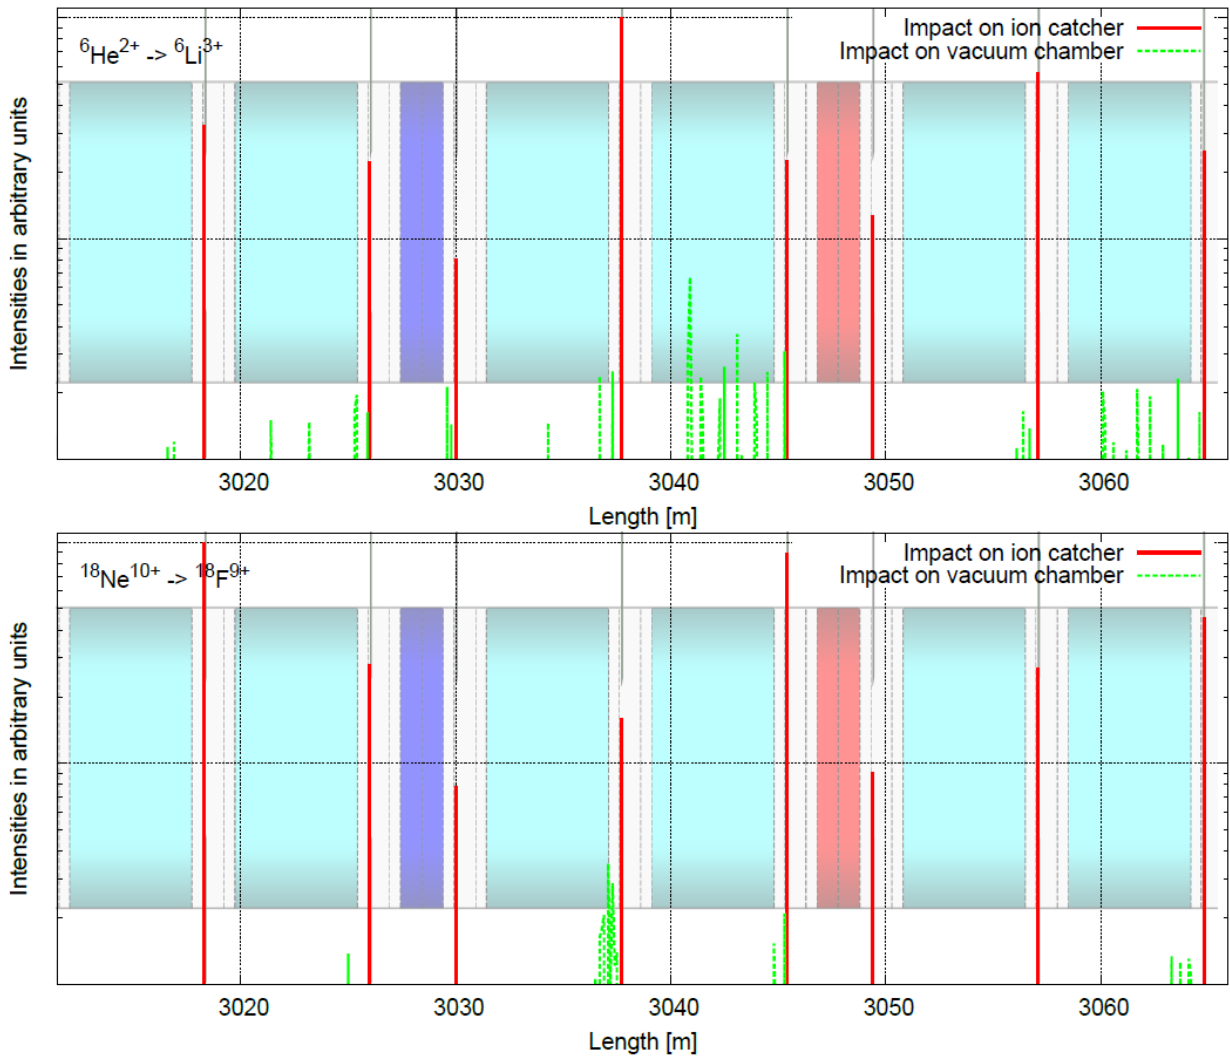 ⁶He²⁺ -> ⁶Li³⁺
Impact on ion catcher
Impact on vacuum chamber
Intensities in arbitrary units
3020 3030 3040 3050 3060
Length [m]
¹⁸Ne¹⁰⁺ -> ¹⁸F⁹⁺
Impact on ion catcher
Impact on vacuum chamber
Intensities in arbitrary units
3020 3030 3040 3050 3060
Length [m]